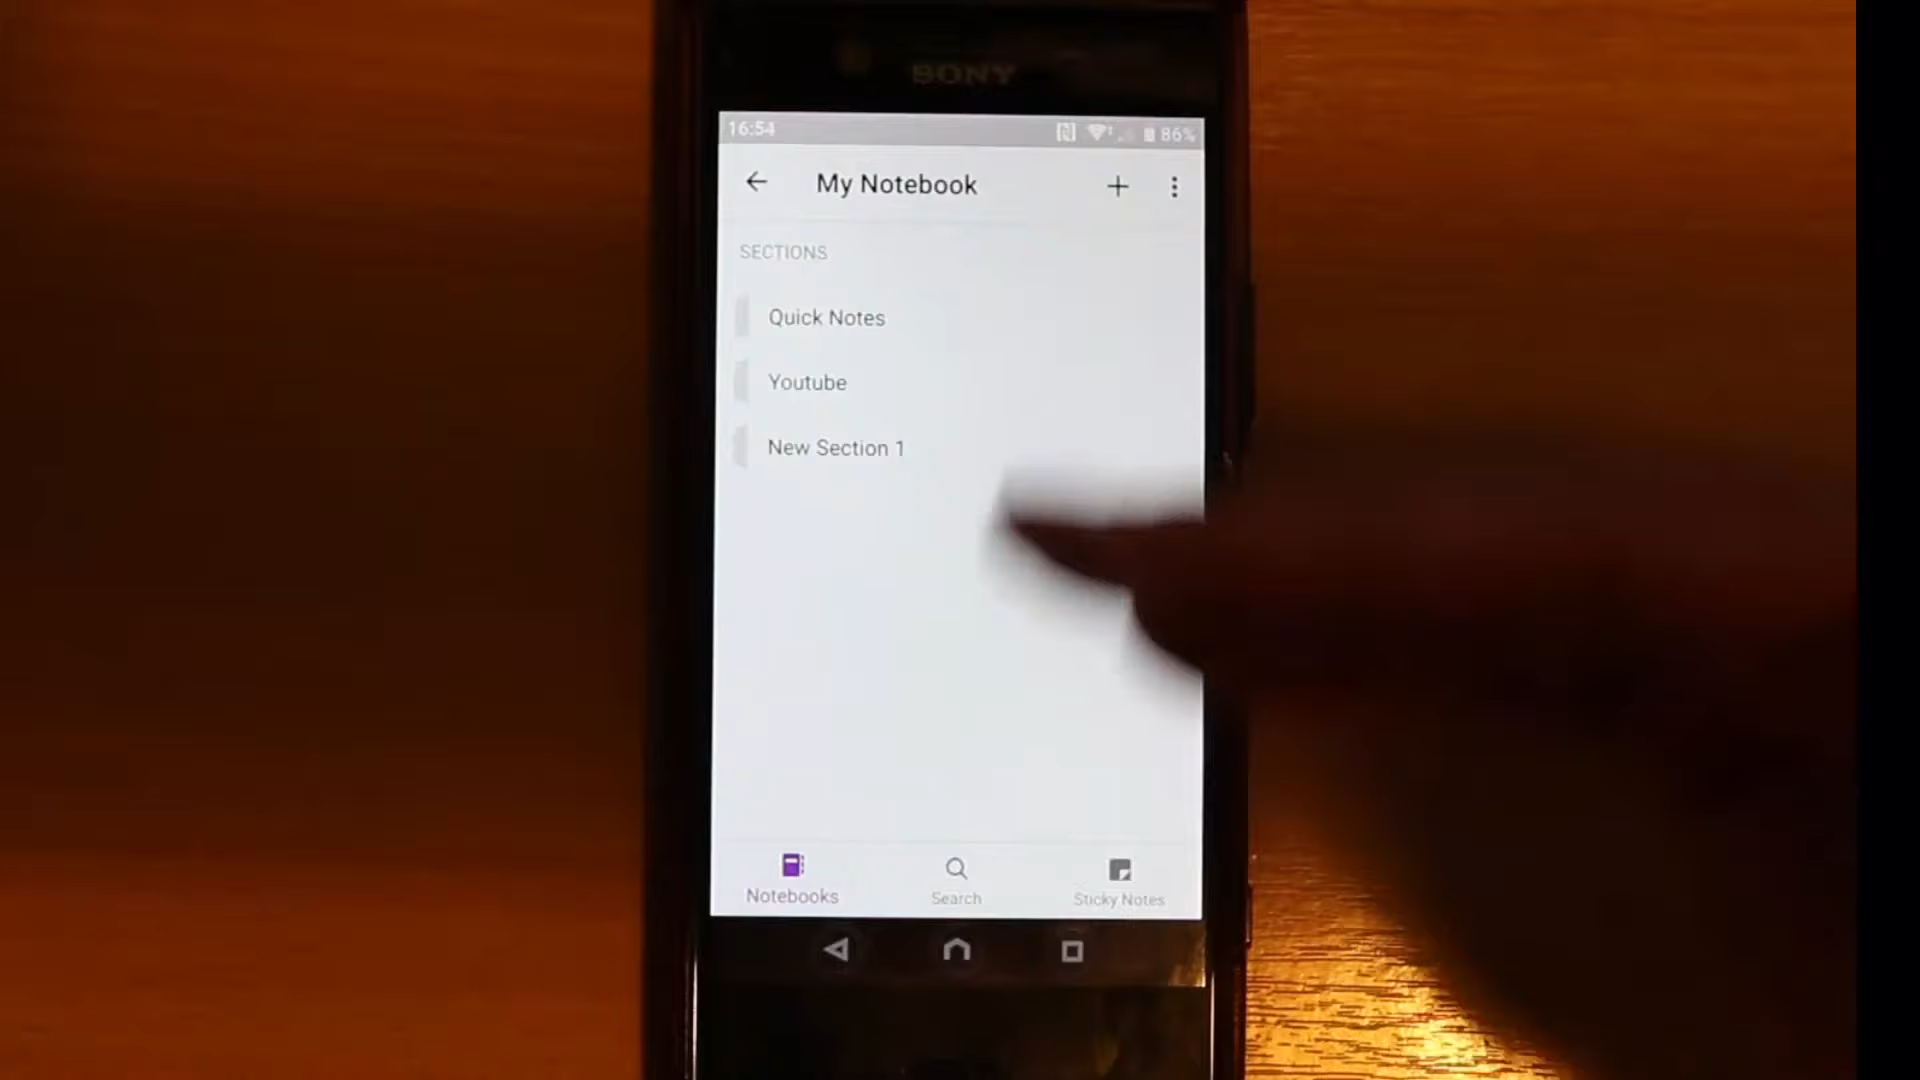 SONY
16:54 86%
My Notebook
SECTIONS
Quick Notes
Youtube
New Section 1
Notebooks Search Sticky Notes